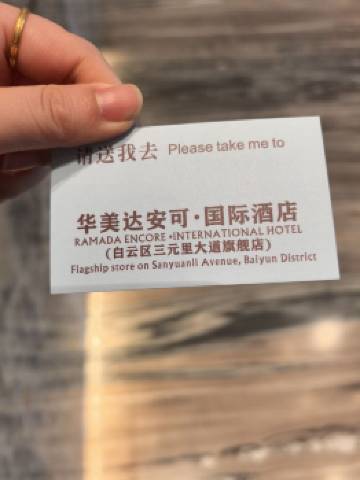 请送我去 Please take me to
华美达安可·国际酒店
RAMADA ENCORE·INTERNATIONAL HOTEL
(白云区三元里大道旗舰店)
Flagship store on Sanyuanli Avenue, Baiyun District